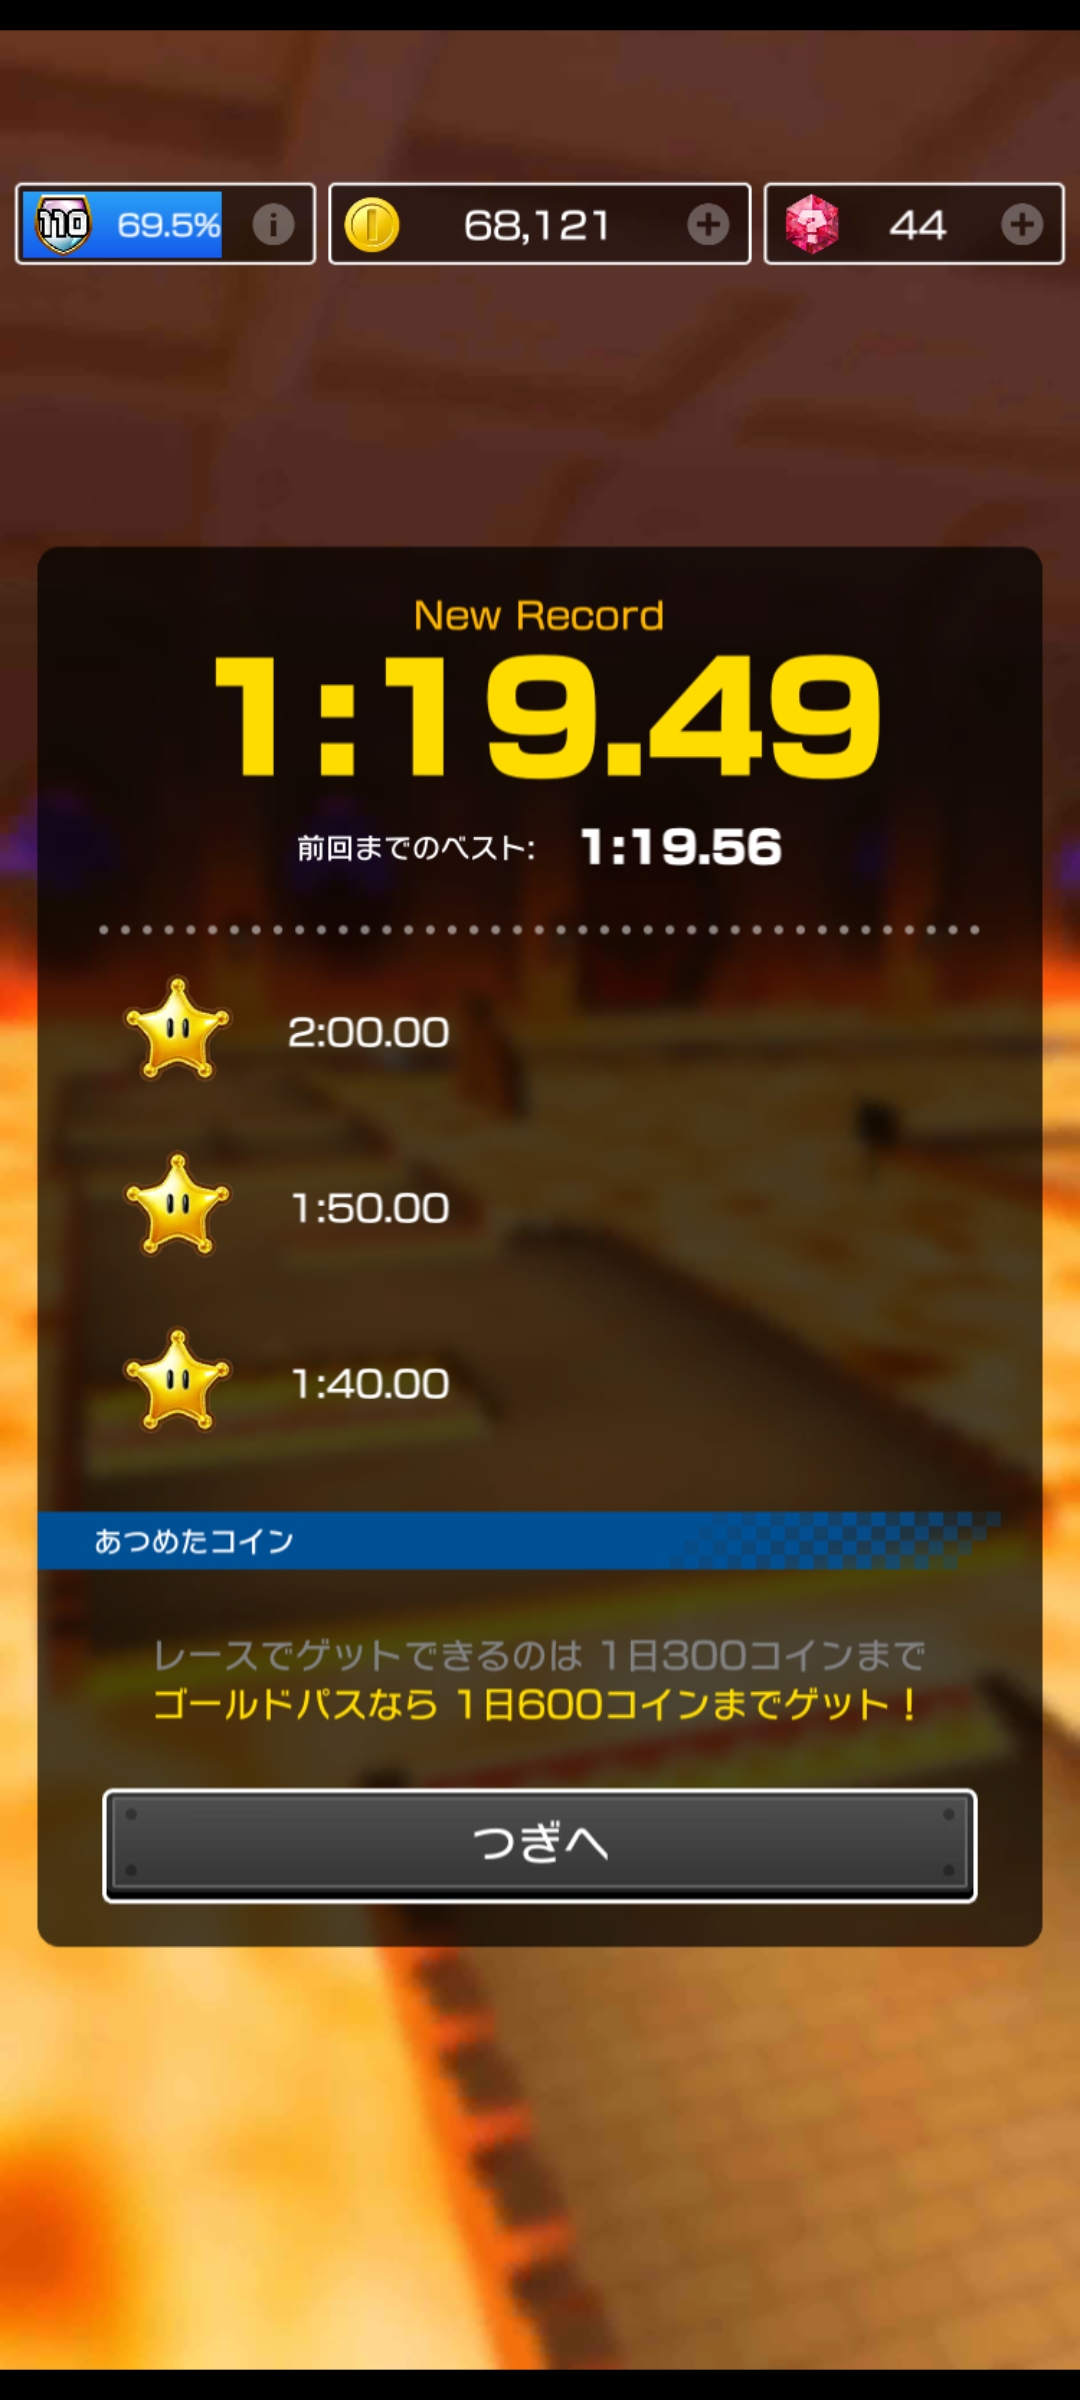 110 69.5% i 68,121 + ? 44 +
New Record
1:19.49
前回までのベスト: 1:19.56
2:00.00
1:50.00
1:40.00
あつめたコイン
レースでゲットできるのは 1日300コインまで
ゴールドパスなら 1日600コインまでゲット！
つぎへ